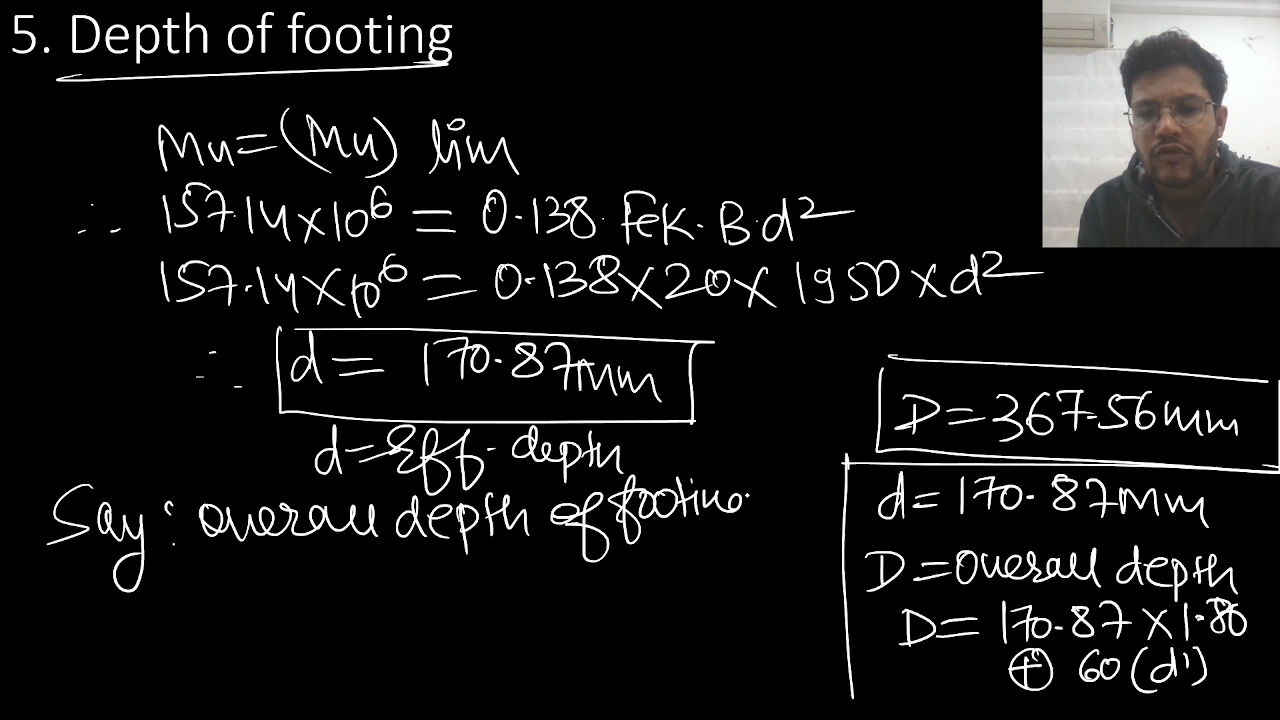 5. Depth of footing
Mu = (Mu) lim
∴ 157.14×10⁶ = 0.138. Fck. B.d²
157.14×10⁶ = 0.138×20×1950×d²
∴ d = 170.87mm
d = Eff. depth
Say: overall depth of footing
D = 367.56mm
d = 170.87mm
D = overall depth
D = 170.87 × 1.80
⊕ 60 (d')